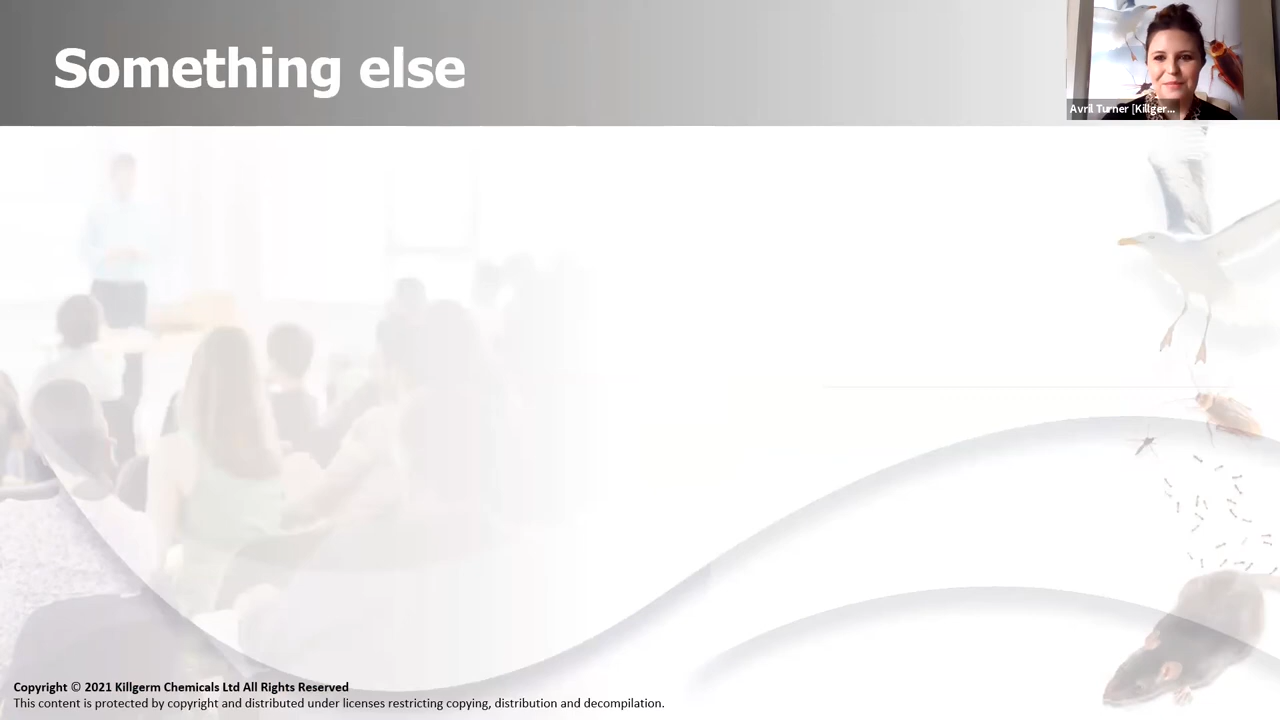 Something else
Avril Turner [Killger...
Copyright © 2021 Killgerm Chemicals Ltd All Rights Reserved
This content is protected by copyright and distributed under licenses restricting copying, distribution and decompilation.